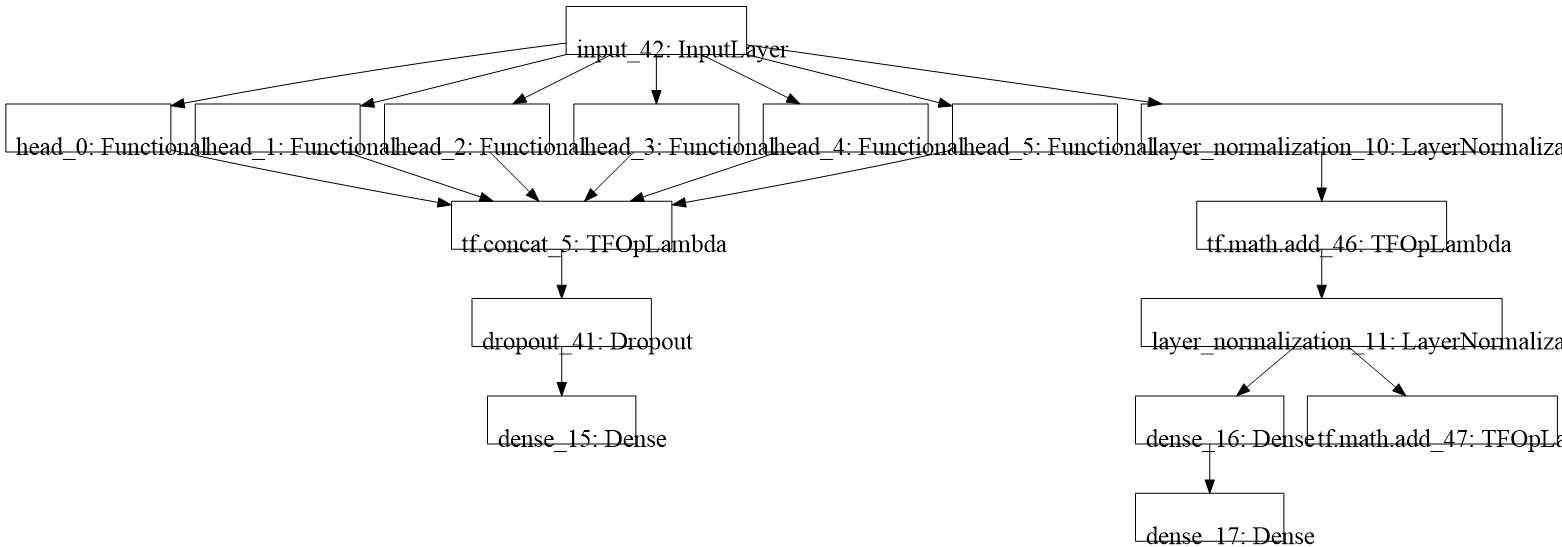 input_42: InputLayer
head_0: Functional
head_1: Functional
head_2: Functional
head_3: Functional
head_4: Functional
head_5: Functional
layer_normalization_10: LayerNormaliza
tf.concat_5: TFOpLambda
tf.math.add_46: TFOpLambda
dropout_41: Dropout
layer_normalization_11: LayerNormaliza
dense_15: Dense
dense_16: Dense
tf.math.add_47: TFOpLa
dense_17: Dense